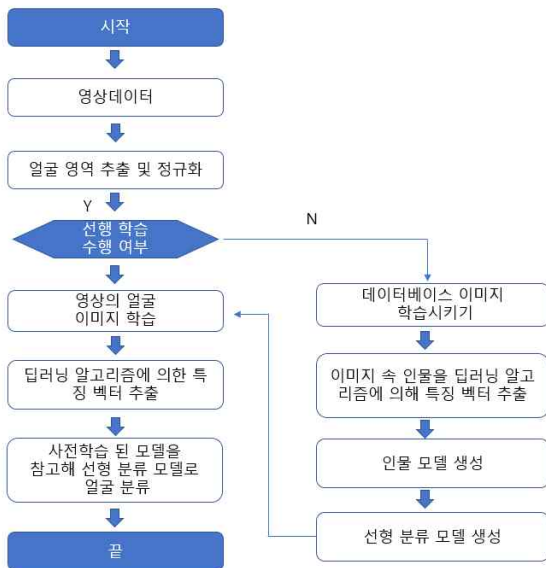 시작
영상데이터
얼굴 영역 추출 및 정규화
Y
선행 학습
수행 여부
N
영상의 얼굴
이미지 학습
딥러닝 알고리즘에 의한 특
징 벡터 추출
사전학습 된 모델을
참고해 선형 분류 모델로
얼굴 분류
끝
데이터베이스 이미지
학습시키기
이미지 속 인물을 딥러닝 알고
리즘에 의해 특징 벡터 추출
인물 모델 생성
선형 분류 모델 생성